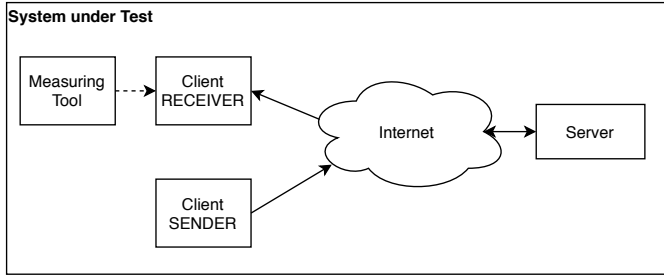 System under Test
Measuring
Tool
Client
RECEIVER
Internet
Server
Client
SENDER